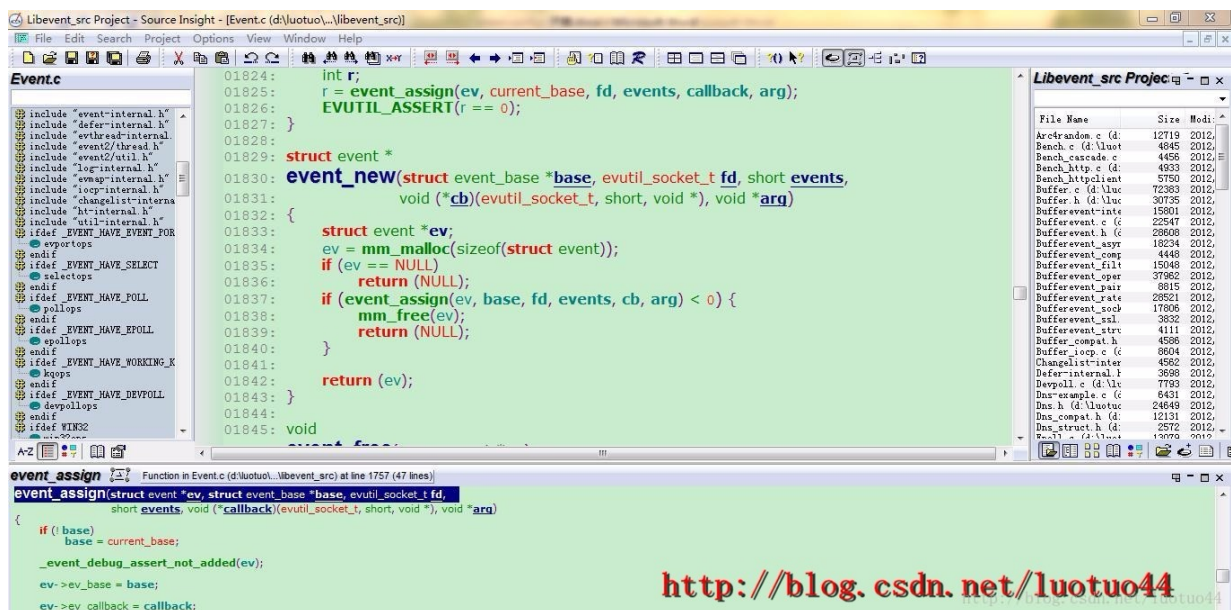 Libevent_src Project - Source Insight - [Event.c (d:\luotuo\...\libevent_src)]
File Edit Search Project Options View Window Help
Event.c
include "event-internal.h"
include "defer-internal.h"
include "evthread-internal.
include "event2/thread.h"
include "event2/util.h"
include "log-internal.h"
include "evmap-internal.h"
include "iocp-internal.h"
include "changelist-interna
include "ht-internal.h"
include "util-internal.h"
ifdef _EVENT_HAVE_EVENT_POR
evportops
endif
ifdef _EVENT_HAVE_SELECT
selectops
endif
ifdef _EVENT_HAVE_POLL
pollops
endif
ifdef _EVENT_HAVE_EPOLL
epollops
endif
ifdef _EVENT_HAVE_WORKING_K
kqops
endif
ifdef _EVENT_HAVE_DEVPOLL
devpollops
endif
ifdef WIN32
A-Z
01824: int r;
01825: r = event_assign(ev, current_base, fd, events, callback, arg);
01826: EVUTIL_ASSERT(r == 0);
01827: }
01828:
01829: struct event *
01830: event_new(struct event_base *base, evutil_socket_t fd, short events,
01831: void (*cb)(evutil_socket_t, short, void *), void *arg)
01832: {
01833: struct event *ev;
01834: ev = mm_malloc(sizeof(struct event));
01835: if (ev == NULL)
01836: return (NULL);
01837: if (event_assign(ev, base, fd, events, cb, arg) < 0) {
01838: mm_free(ev);
01839: return (NULL);
01840: }
01841:
01842: return (ev);
01843: }
01844:
01845: void
Libevent_src Projec
File Name Size Modi
Arc4random.c (d: 12719 2012,
Bench.c (d:\luot 4845 2012,
Bench_cascade.c 4456 2012,
Bench_http.c (d: 4933 2012,
Bench_httpclient 5750 2012,
Buffer.c (d:\luo 72383 2012,
Buffer.h (d:\luo 30735 2012,
Bufferevent-inte 15801 2012,
Bufferevent.c (d 22547 2012,
Bufferevent.h (d 28608 2012,
Bufferevent_asyr 18234 2012,
Bufferevent_comp 4448 2012,
Bufferevent_filt 15048 2012,
Bufferevent_oper 37962 2012,
Bufferevent_pair 8815 2012,
Bufferevent_rate 28521 2012,
Bufferevent_sock 17806 2012,
Bufferevent_ssl. 3832 2012,
Bufferevent_stru 4111 2012,
Buffer_compat.h 4586 2012,
Buffer_iocp.c (d 8604 2012,
Changelist-inter 4562 2012,
Defer-internal.h 3698 2012,
Devpoll.c (d:\lu 7793 2012,
Dns-example.c (d 6431 2012,
Dns.h (d:\luotuo 24649 2012,
Dns_compat.h (d: 12131 2012,
Dns_struct.h (d: 2572 2012,
event_assign Function in Event.c (d:\luotuo\...\libevent_src) at line 1757 (47 lines)
event_assign(struct event *ev, struct event_base *base, evutil_socket_t fd,
short events, void (*callback)(evutil_socket_t, short, void *), void *arg)
{
if (! base)
base = current_base;
_event_debug_assert_not_added(ev);
ev->ev_base = base;
ev->ev_callback = callback;
http://blog.csdn.net/luotuo44